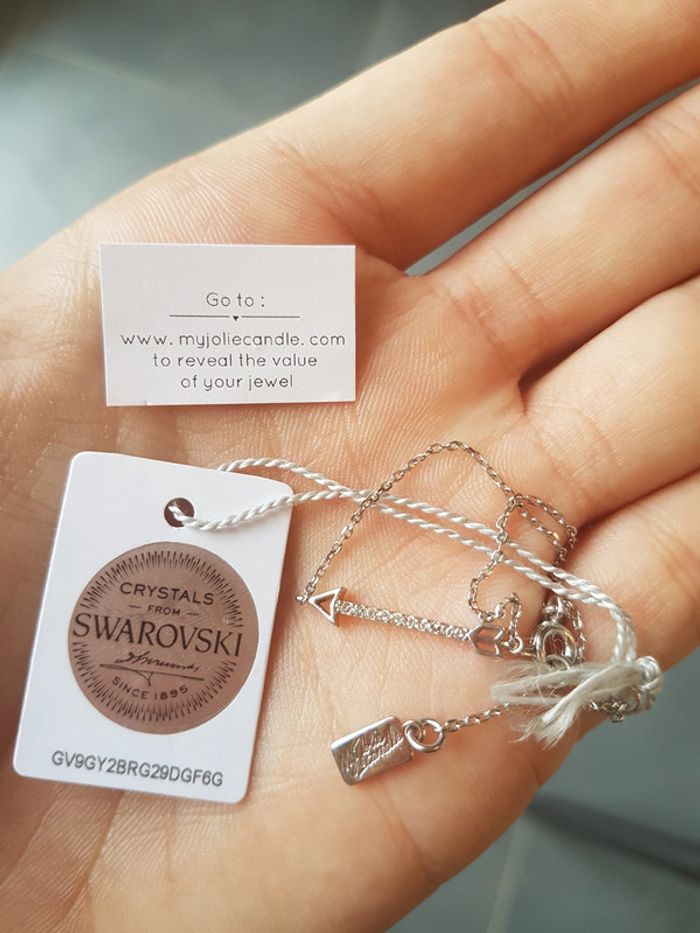 Go to :
www. myjoliecandle. com
to reveal the value
of your jewel
CRYSTALS
FROM
SWAROVSKI
SINCE 1895
GV9GY2BRG29DGF6G